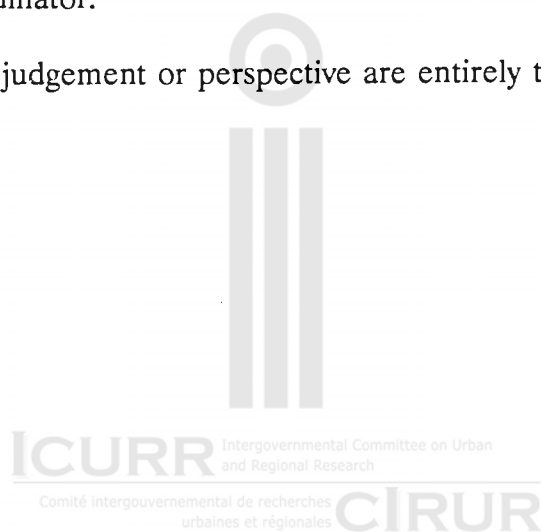 judgement or perspective are entirely
ICURR Intergovernmental Committee on Urban
and Regional Research
Comité intergouvernemental de recherches
urbaines et régionales CIRUR